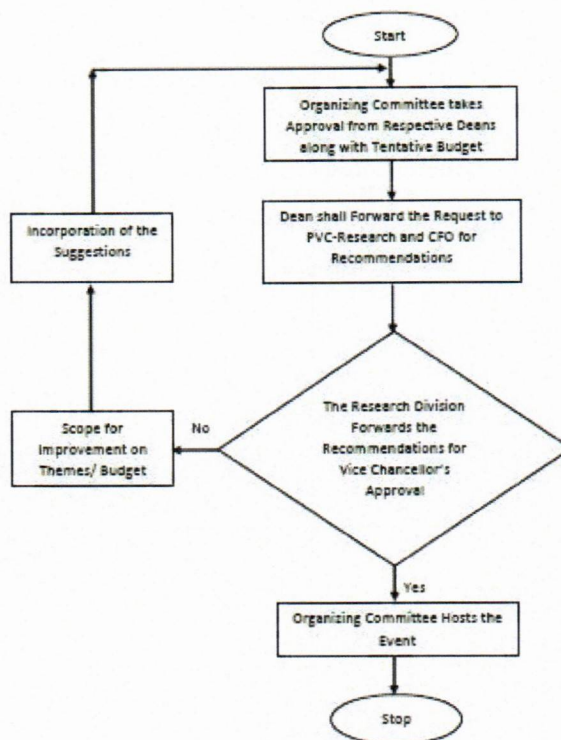 Start
Organizing Committee takes
Approval from Respective Deans
along with Tentative Budget
Dean shall Forward the Request to
PVC-Research and CFO for
Recommendations
The Research Division
Forwards the
Recommendations for
Vice Chancellor's
Approval
No
Scope for
Improvement on
Themes/ Budget
Incorporation of the
Suggestions
Yes
Organizing Committee Hosts the
Event
Stop